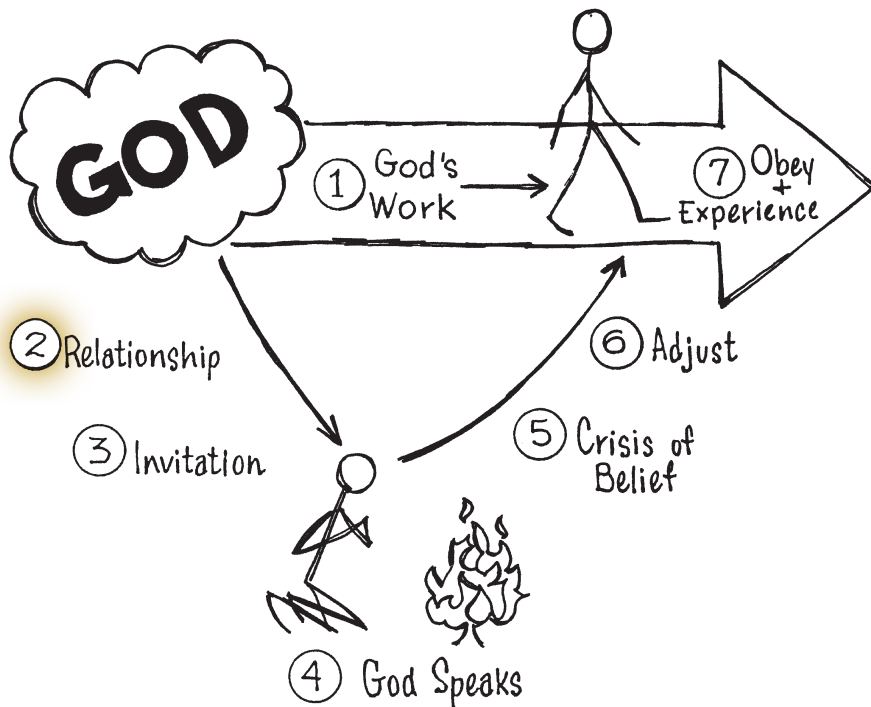 GOD
1 God's
Work
7 Obey
+
Experience
2 Relationship
6 Adjust
3 Invitation
5 Crisis of
Belief
4 God Speaks